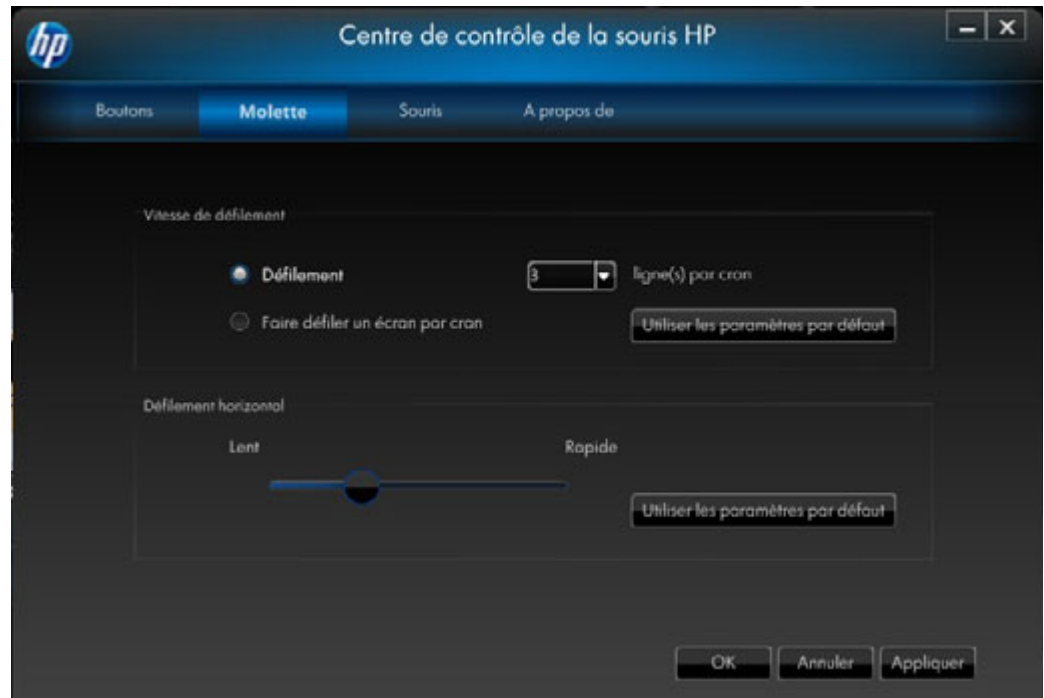 hp
Centre de contrôle de la souris HP
Boutons Molette Souris A propos de
Vitesse de défilement
Défilement 3 ligne(s) par cran
Faire défiler un écran par cran Utiliser les paramètres par défaut
Défilement horizontal
Lent Rapide
Utiliser les paramètres par défaut
OK Annuler Appliquer